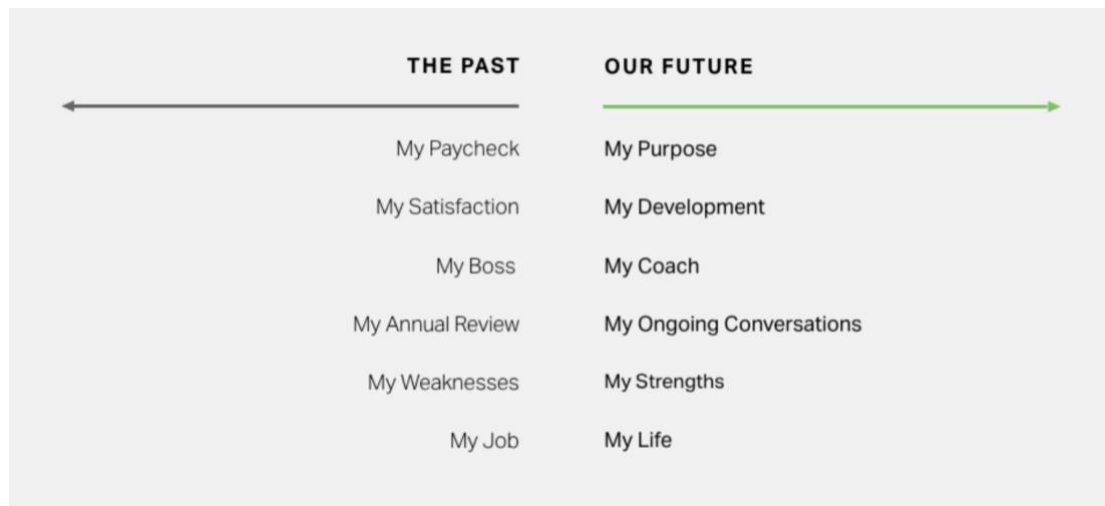 THE PAST OUR FUTURE
My Paycheck My Purpose
My Satisfaction My Development
My Boss My Coach
My Annual Review My Ongoing Conversations
My Weaknesses My Strengths
My Job My Life